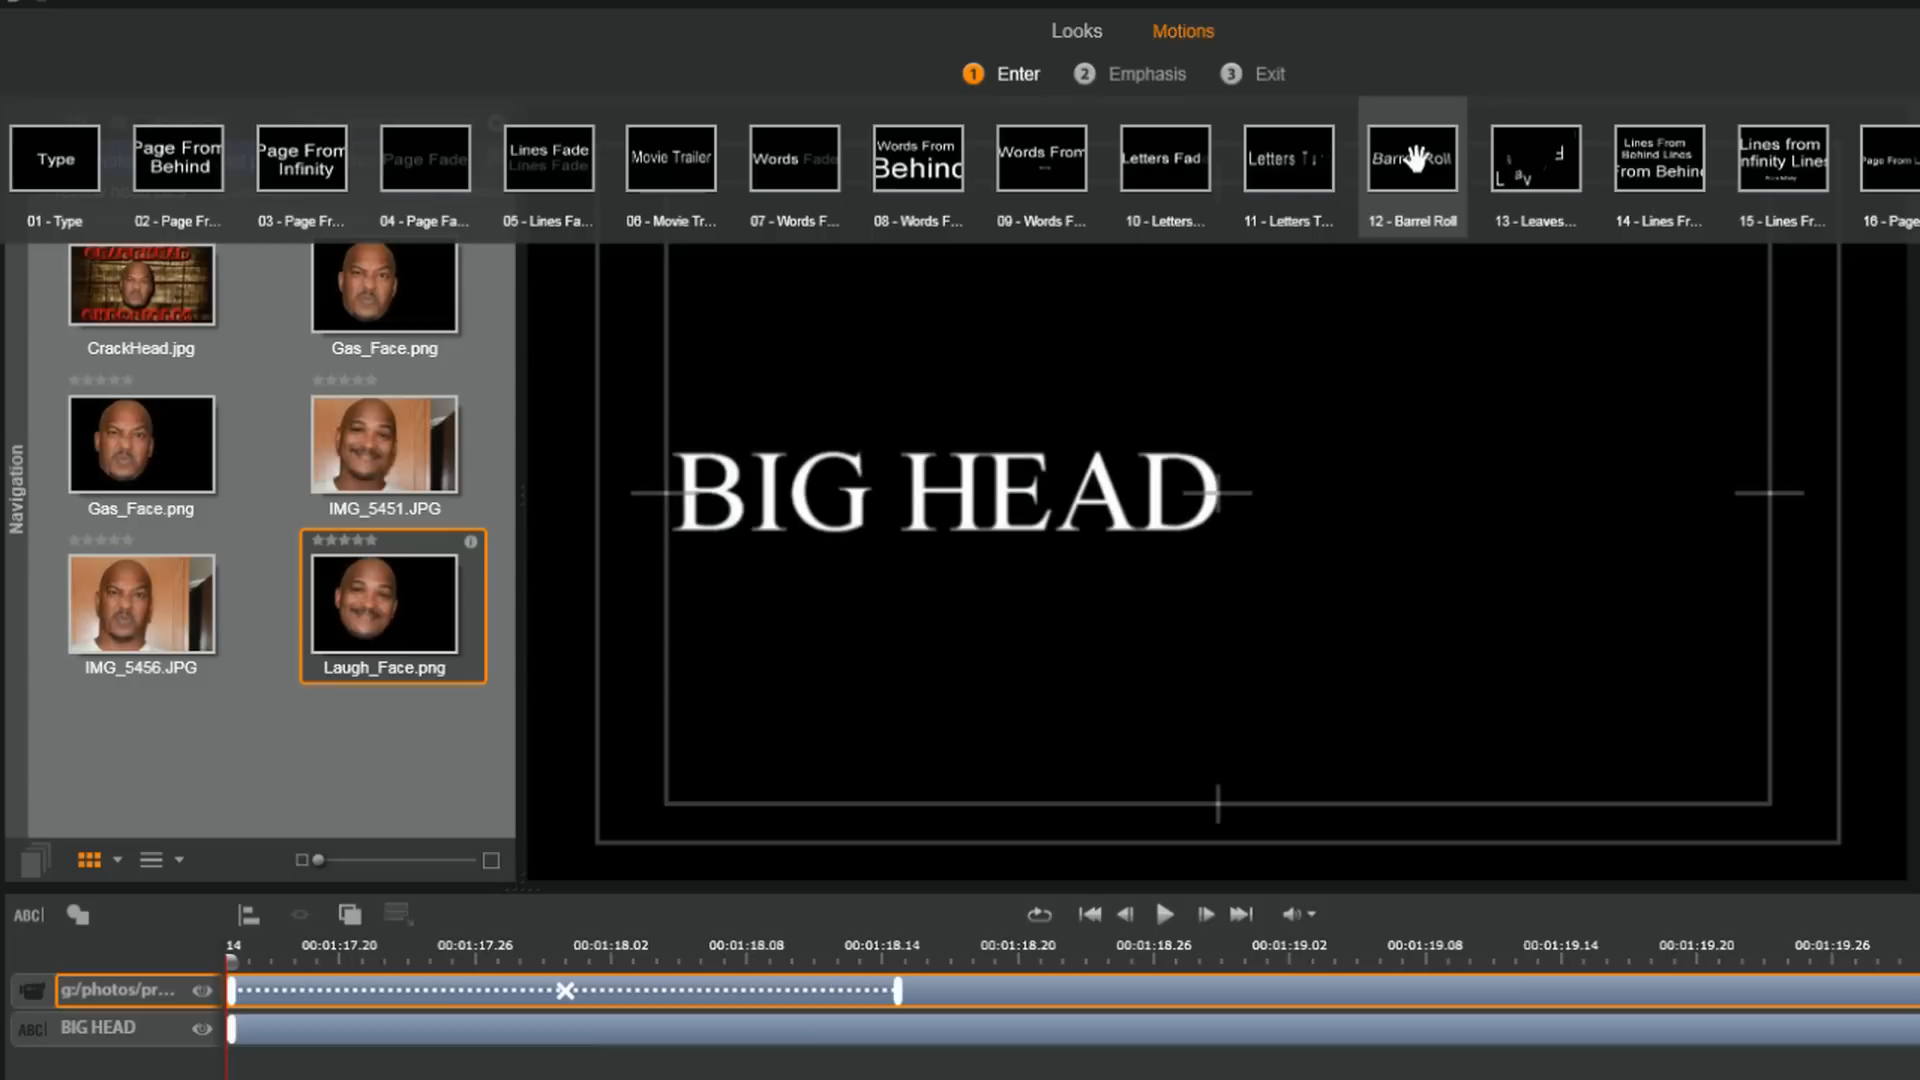 Looks Motions
1 Enter 2 Emphasis 3 Exit
Type
Page From
Behind
Page From
Infinity
Page Fade
Lines Fade
Lines Fade
Movie Trailer
Words Fade
Words From
Behind
Words From
Letters Fad
Letters T
Barrel Roll
Lines From
Behind Lines
From Behind
Lines from
Infinity Lines
Page From L
01 - Type
02 - Page Fr...
03 - Page Fr...
04 - Page Fa...
05 - Lines Fa...
06 - Movie Tr...
07 - Words F...
08 - Words F...
09 - Words F...
10 - Letters...
11 - Letters T...
12 - Barrel Roll
13 - Leaves...
14 - Lines Fr...
15 - Lines Fr...
16 - Page
Navigation
CrackHead.jpg
Gas_Face.png
Gas_Face.png
IMG_5451.JPG
IMG_5456.JPG
Laugh_Face.png
BIG HEAD
ABC
14 00:01:17.20 00:01:17.26 00:01:18.02 00:01:18.08 00:01:18.14 00:01:18.20 00:01:18.26 00:01:19.02 00:01:19.08 00:01:19.14 00:01:19.20 00:01:19.26
g:/photos/pr...
ABC BIG HEAD